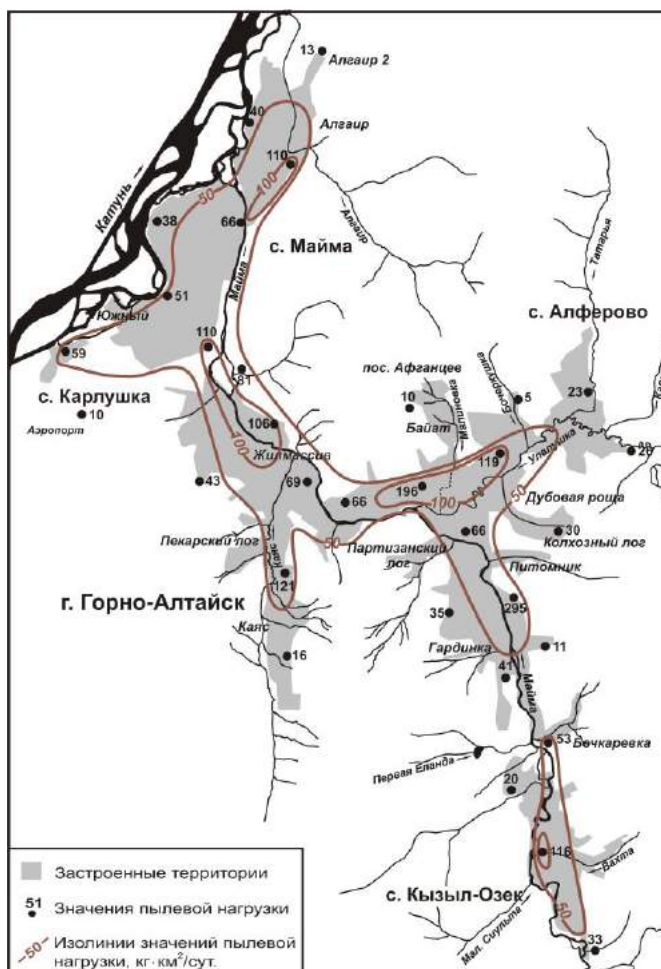 13
Алгаир 2
40
Алгаир
110
50
100
Катунь
38
66
Алгаир
с. Майма
Майма
Татарья
51
Южный
с. Алферово
110
59
81
пос. Афганцев
с. Карлушка
10
Аэропорт
10
Байат
Малиновка
5
23
106
100
Жилмассив
119
Улалушка
28
43
69
196
100
50
Дубовая роща
66
66
30
Колхозный лог
Пекарский лог
50
Партизанский
лог
Питомник
Каяс
121
г. Горно-Алтайск
35
295
Каяс
16
Гардинка
11
41
Майма
53
Бочкаревка
Первая Еланда
20
116
Вахта
с. Кызыл-Озек
50
Мал. Сиульта
33
Застроенные территории
51
Значения пылевой нагрузки
50
Изолинии значений пылевой
нагрузки, кг·км²/сут.